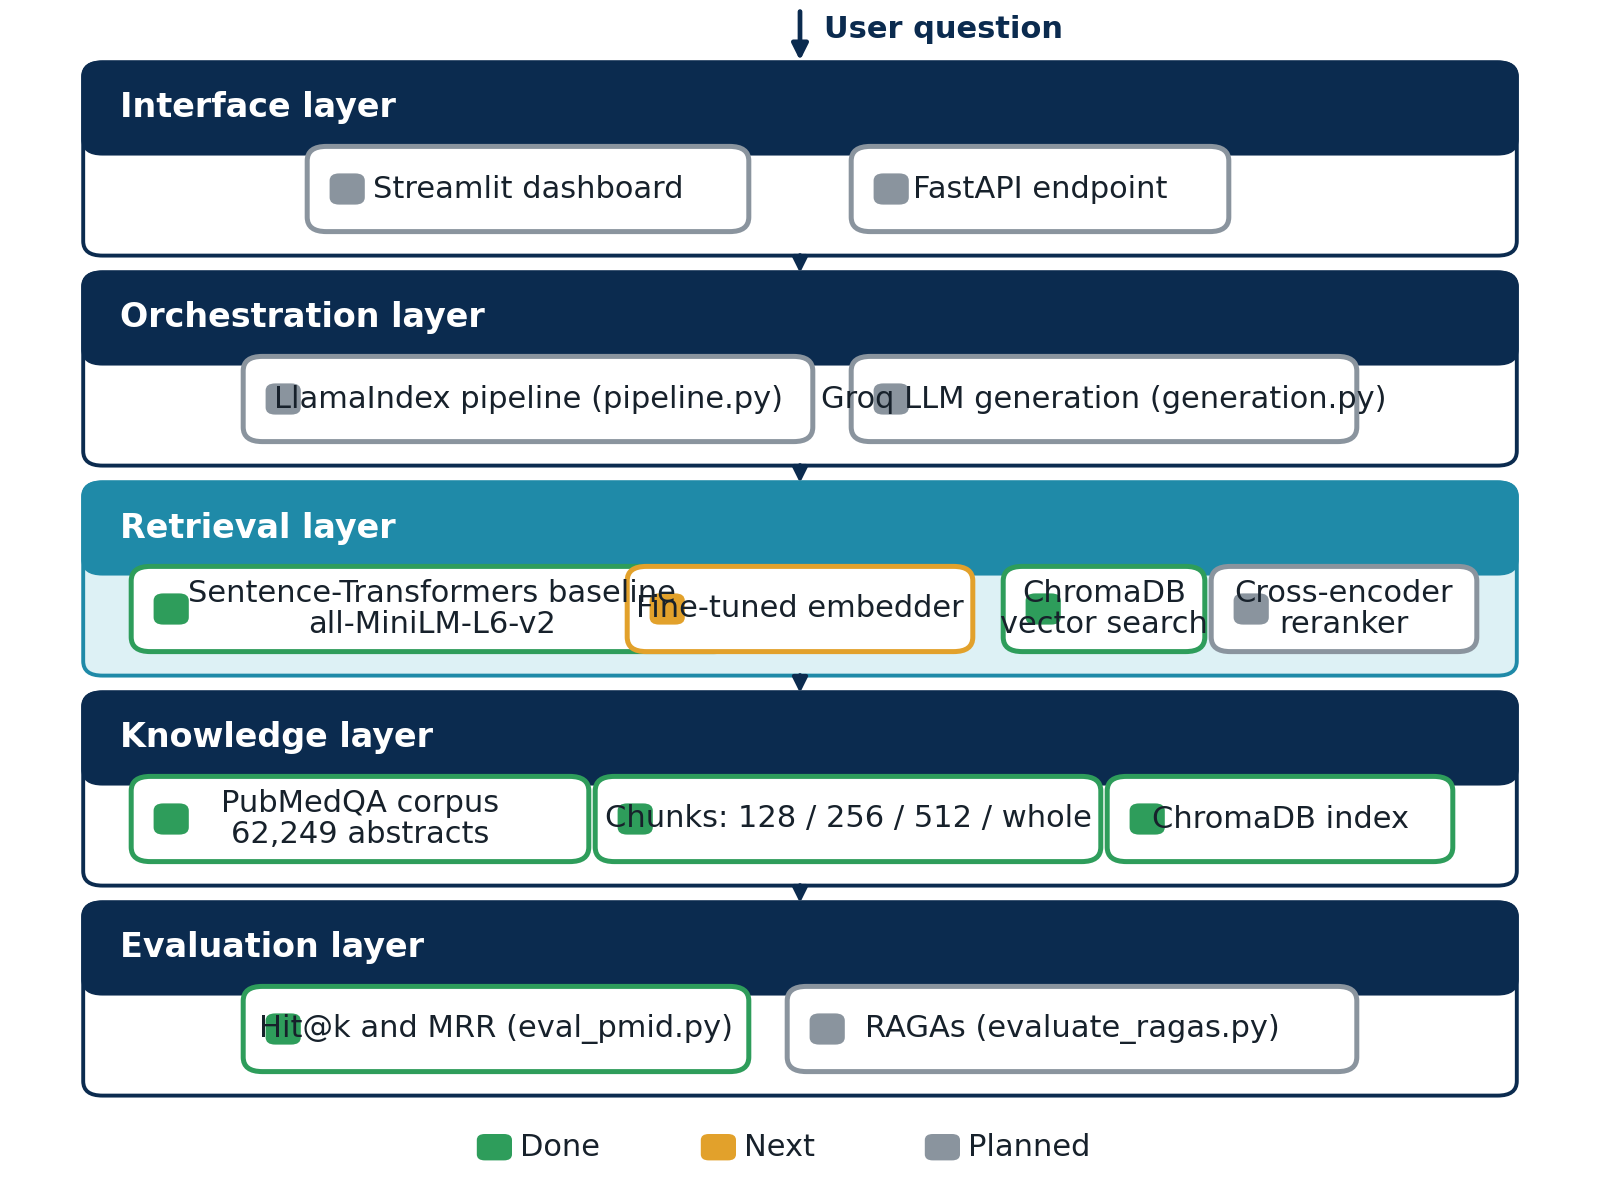 User question
Interface layer
Streamlit dashboard
FastAPI endpoint
Orchestration layer
LlamaIndex pipeline (pipeline.py)
Groq LLM generation (generation.py)
Retrieval layer
Sentence-Transformers baseline
all-MiniLM-L6-v2
Fine-tuned embedder
ChromaDB
vector search
Cross-encoder
reranker
Knowledge layer
PubMedQA corpus
62,249 abstracts
Chunks: 128 / 256 / 512 / whole
ChromaDB index
Evaluation layer
Hit@k and MRR (eval_pmid.py)
RAGAs (evaluate_ragas.py)
Done
Next
Planned